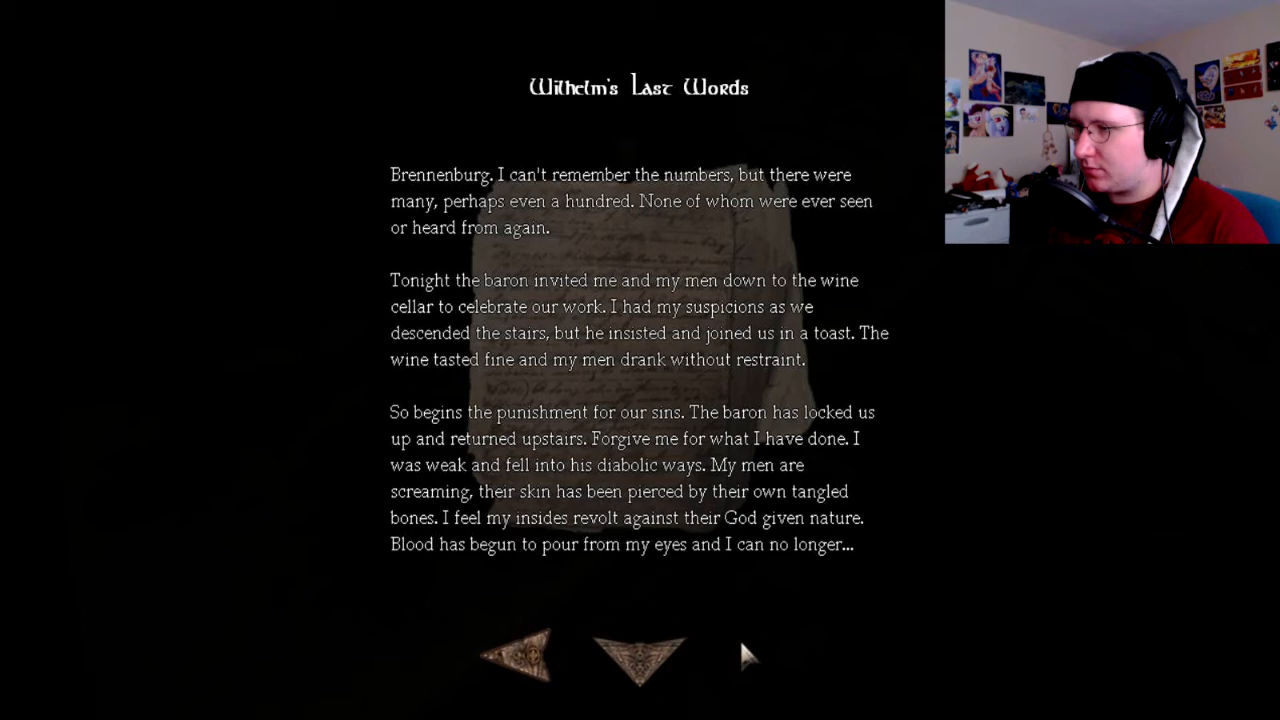 Wilhelm's Last Words
Brennenburg. I can't remember the numbers, but there were
many, perhaps even a hundred. None of whom were ever seen
or heard from again.
Tonight the baron invited me and my men down to the wine
cellar to celebrate our work. I had my suspicions as we
descended the stairs, but he insisted and joined us in a toast. The
wine tasted fine and my men drank without restraint.
So begins the punishment for our sins. The baron has locked us
up and returned upstairs. Forgive me for what I have done. I
was weak and fell into his diabolic ways. My men are
screaming, their skin has been pierced by their own tangled
bones. I feel my insides revolt against their God given nature.
Blood has begun to pour from my eyes and I can no longer...